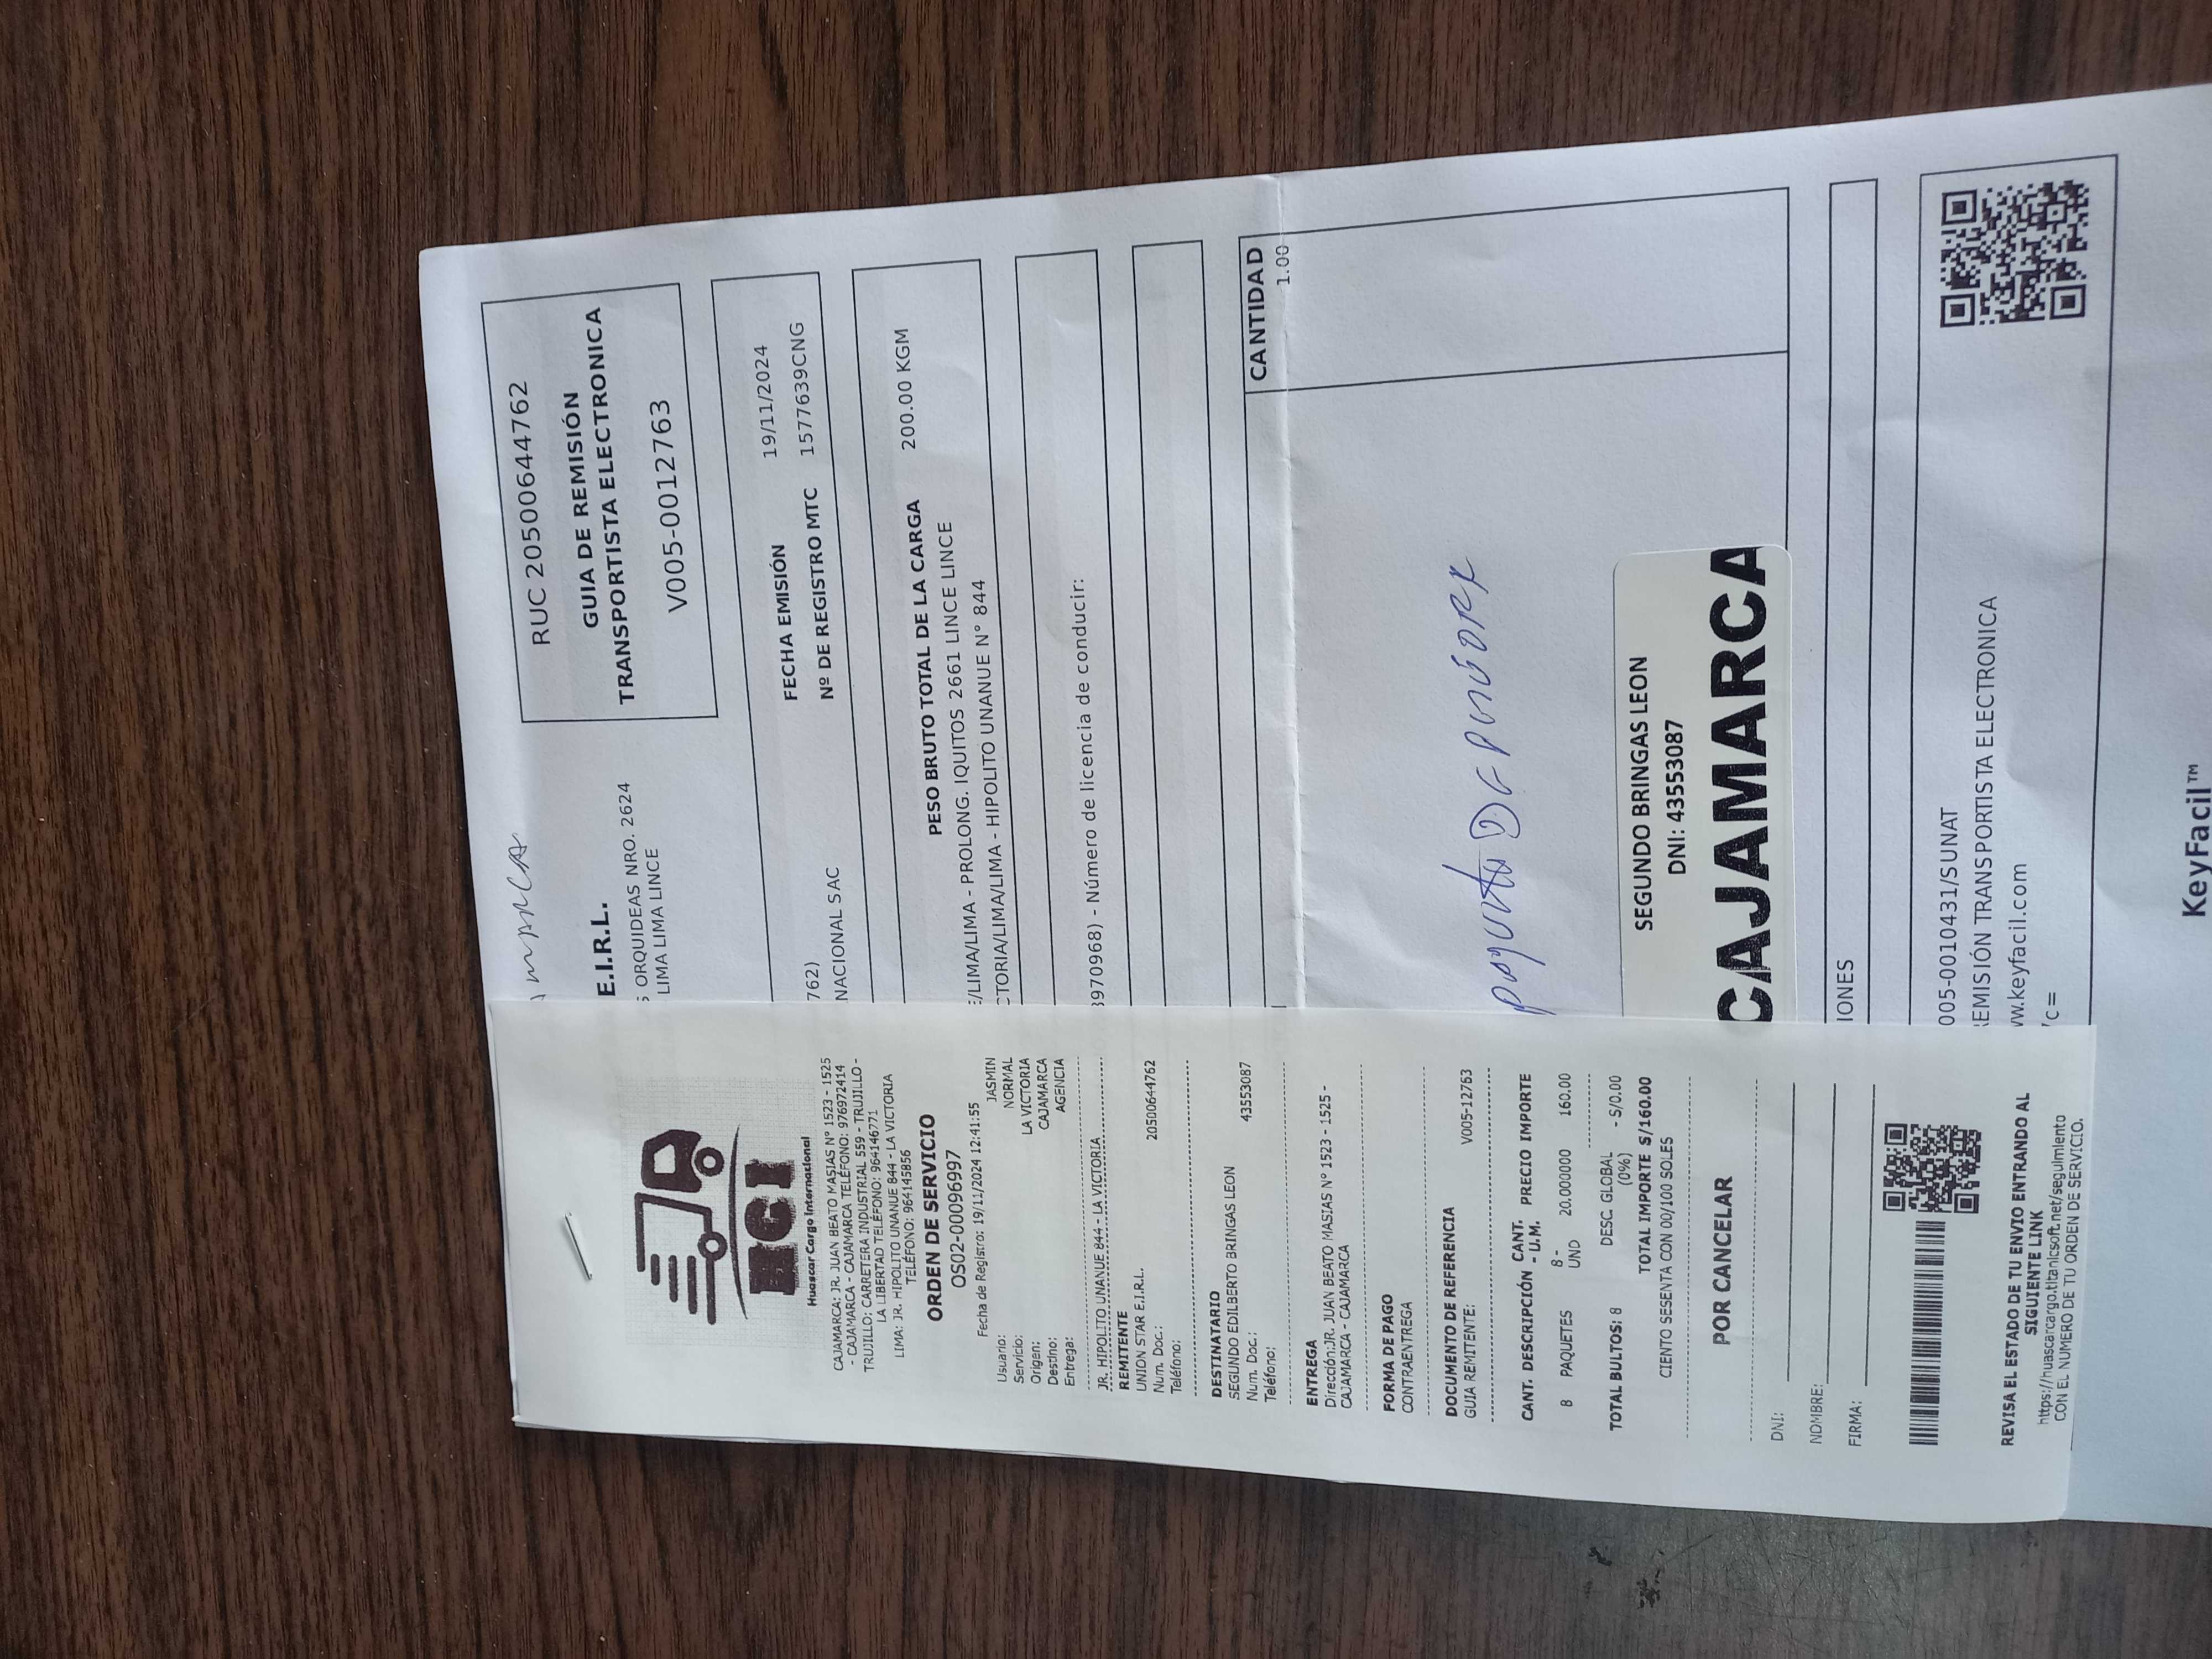 HCI
Huascar Cargo Internacional
CAJAMARCA: JR. JUAN BEATO MASIAS N° 1523 - 1525
- CAJAMARCA - CAJAMARCA TELÉFONO: 976972414
TRUJILLO: CARRETERA INDUSTRIAL 559 - TRUJILLO -
LA LIBERTAD TELÉFONO: 964146771
LIMA: JR. HIPOLITO UNANUE 844 - LA VICTORIA
TELÉFONO: 964145856
ORDEN DE SERVICIO
OS02-00096997
Fecha de Registro: 19/11/2024 12:41:55
Usuario: JASMIN
Servicio: NORMAL
Origen: LA VICTORIA
Destino: CAJAMARCA
Entrega: AGENCIA
JR. HIPOLITO UNANUE 844 - LA VICTORIA
REMITENTE
UNION STAR E.I.R.L.
Num. Doc.: 20500644762
Teléfono:
DESTINATARIO
SEGUNDO EDILBERTO BRINGAS LEON
Num. Doc.: 43553087
Teléfono:
ENTREGA
Dirección:JR. JUAN BEATO MASIAS N° 1523 - 1525 -
CAJAMARCA - CAJAMARCA
FORMA DE PAGO
CONTRAENTREGA
DOCUMENTO DE REFERENCIA
GUIA REMITENTE: V005-12763
CANT. DESCRIPCIÓN CANT. - U.M. PRECIO IMPORTE
8 PAQUETES 8 - UND 20.000000 160.00
TOTAL BULTOS: 8
DESC. GLOBAL (0%) - S/0.00
TOTAL IMPORTE S/160.00
CIENTO SESENTA CON 00/100 SOLES
POR CANCELAR
DNI:
NOMBRE:
FIRMA:
REVISA EL ESTADO DE TU ENVIO ENTRANDO AL
SIGUIENTE LINK
https://huascarcargo.titanicsoft.net/seguimiento
CON EL NUMERO DE TU ORDEN DE SERVICIO.
E.I.R.L.
ORQUIDEAS NRO. 2624
LIMA LIMA LINCE
RUC 20500644762
GUIA DE REMISIÓN
TRANSPORTISTA ELECTRONICA
V005-0012763
762)
NACIONAL SAC
FECHA EMISIÓN 19/11/2024
Nº DE REGISTRO MTC 1577639CNG
PESO BRUTO TOTAL DE LA CARGA 200.00 KGM
E/LIMA/LIMA - PROLONG. IQUITOS 2661 LINCE LINCE
CTORIA/LIMA/LIMA - HIPOLITO UNANUE N° 844
3970968) - Número de licencia de conducir:
CANTIDAD
1.00
SEGUNDO BRINGAS LEON
DNI: 43553087
CAJAMARCA
IONES
005-0010431/SUNAT
REMISIÓN TRANSPORTISTA ELECTRONICA
ww.keyfacil.com
/c=
KeyFacil™